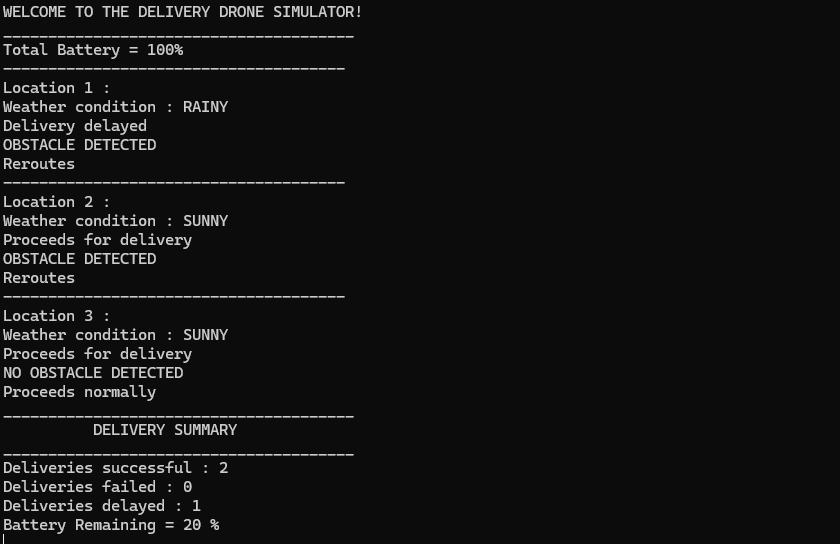 WELCOME TO THE DELIVERY DRONE SIMULATOR!
_______________________________________
Total Battery = 100%
--------------------------------------
Location 1 :
Weather condition : RAINY
Delivery delayed
OBSTACLE DETECTED
Reroutes
--------------------------------------
Location 2 :
Weather condition : SUNNY
Proceeds for delivery
OBSTACLE DETECTED
Reroutes
--------------------------------------
Location 3 :
Weather condition : SUNNY
Proceeds for delivery
NO OBSTACLE DETECTED
Proceeds normally
_______________________________________
          DELIVERY SUMMARY
_______________________________________
Deliveries successful : 2
Deliveries failed : 0
Deliveries delayed : 1
Battery Remaining = 20 %